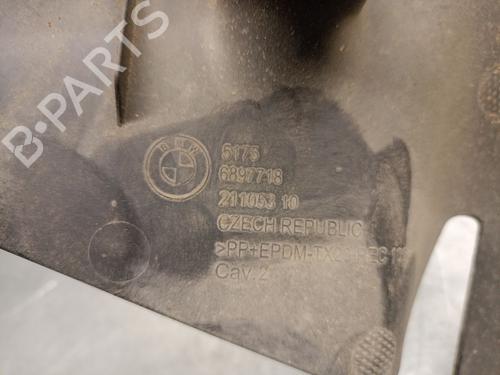 B-PARTS
BMW
5175
6897718
211053 10
CZECH REPUBLIC
>PP+EPDM-TX2
Cav.2